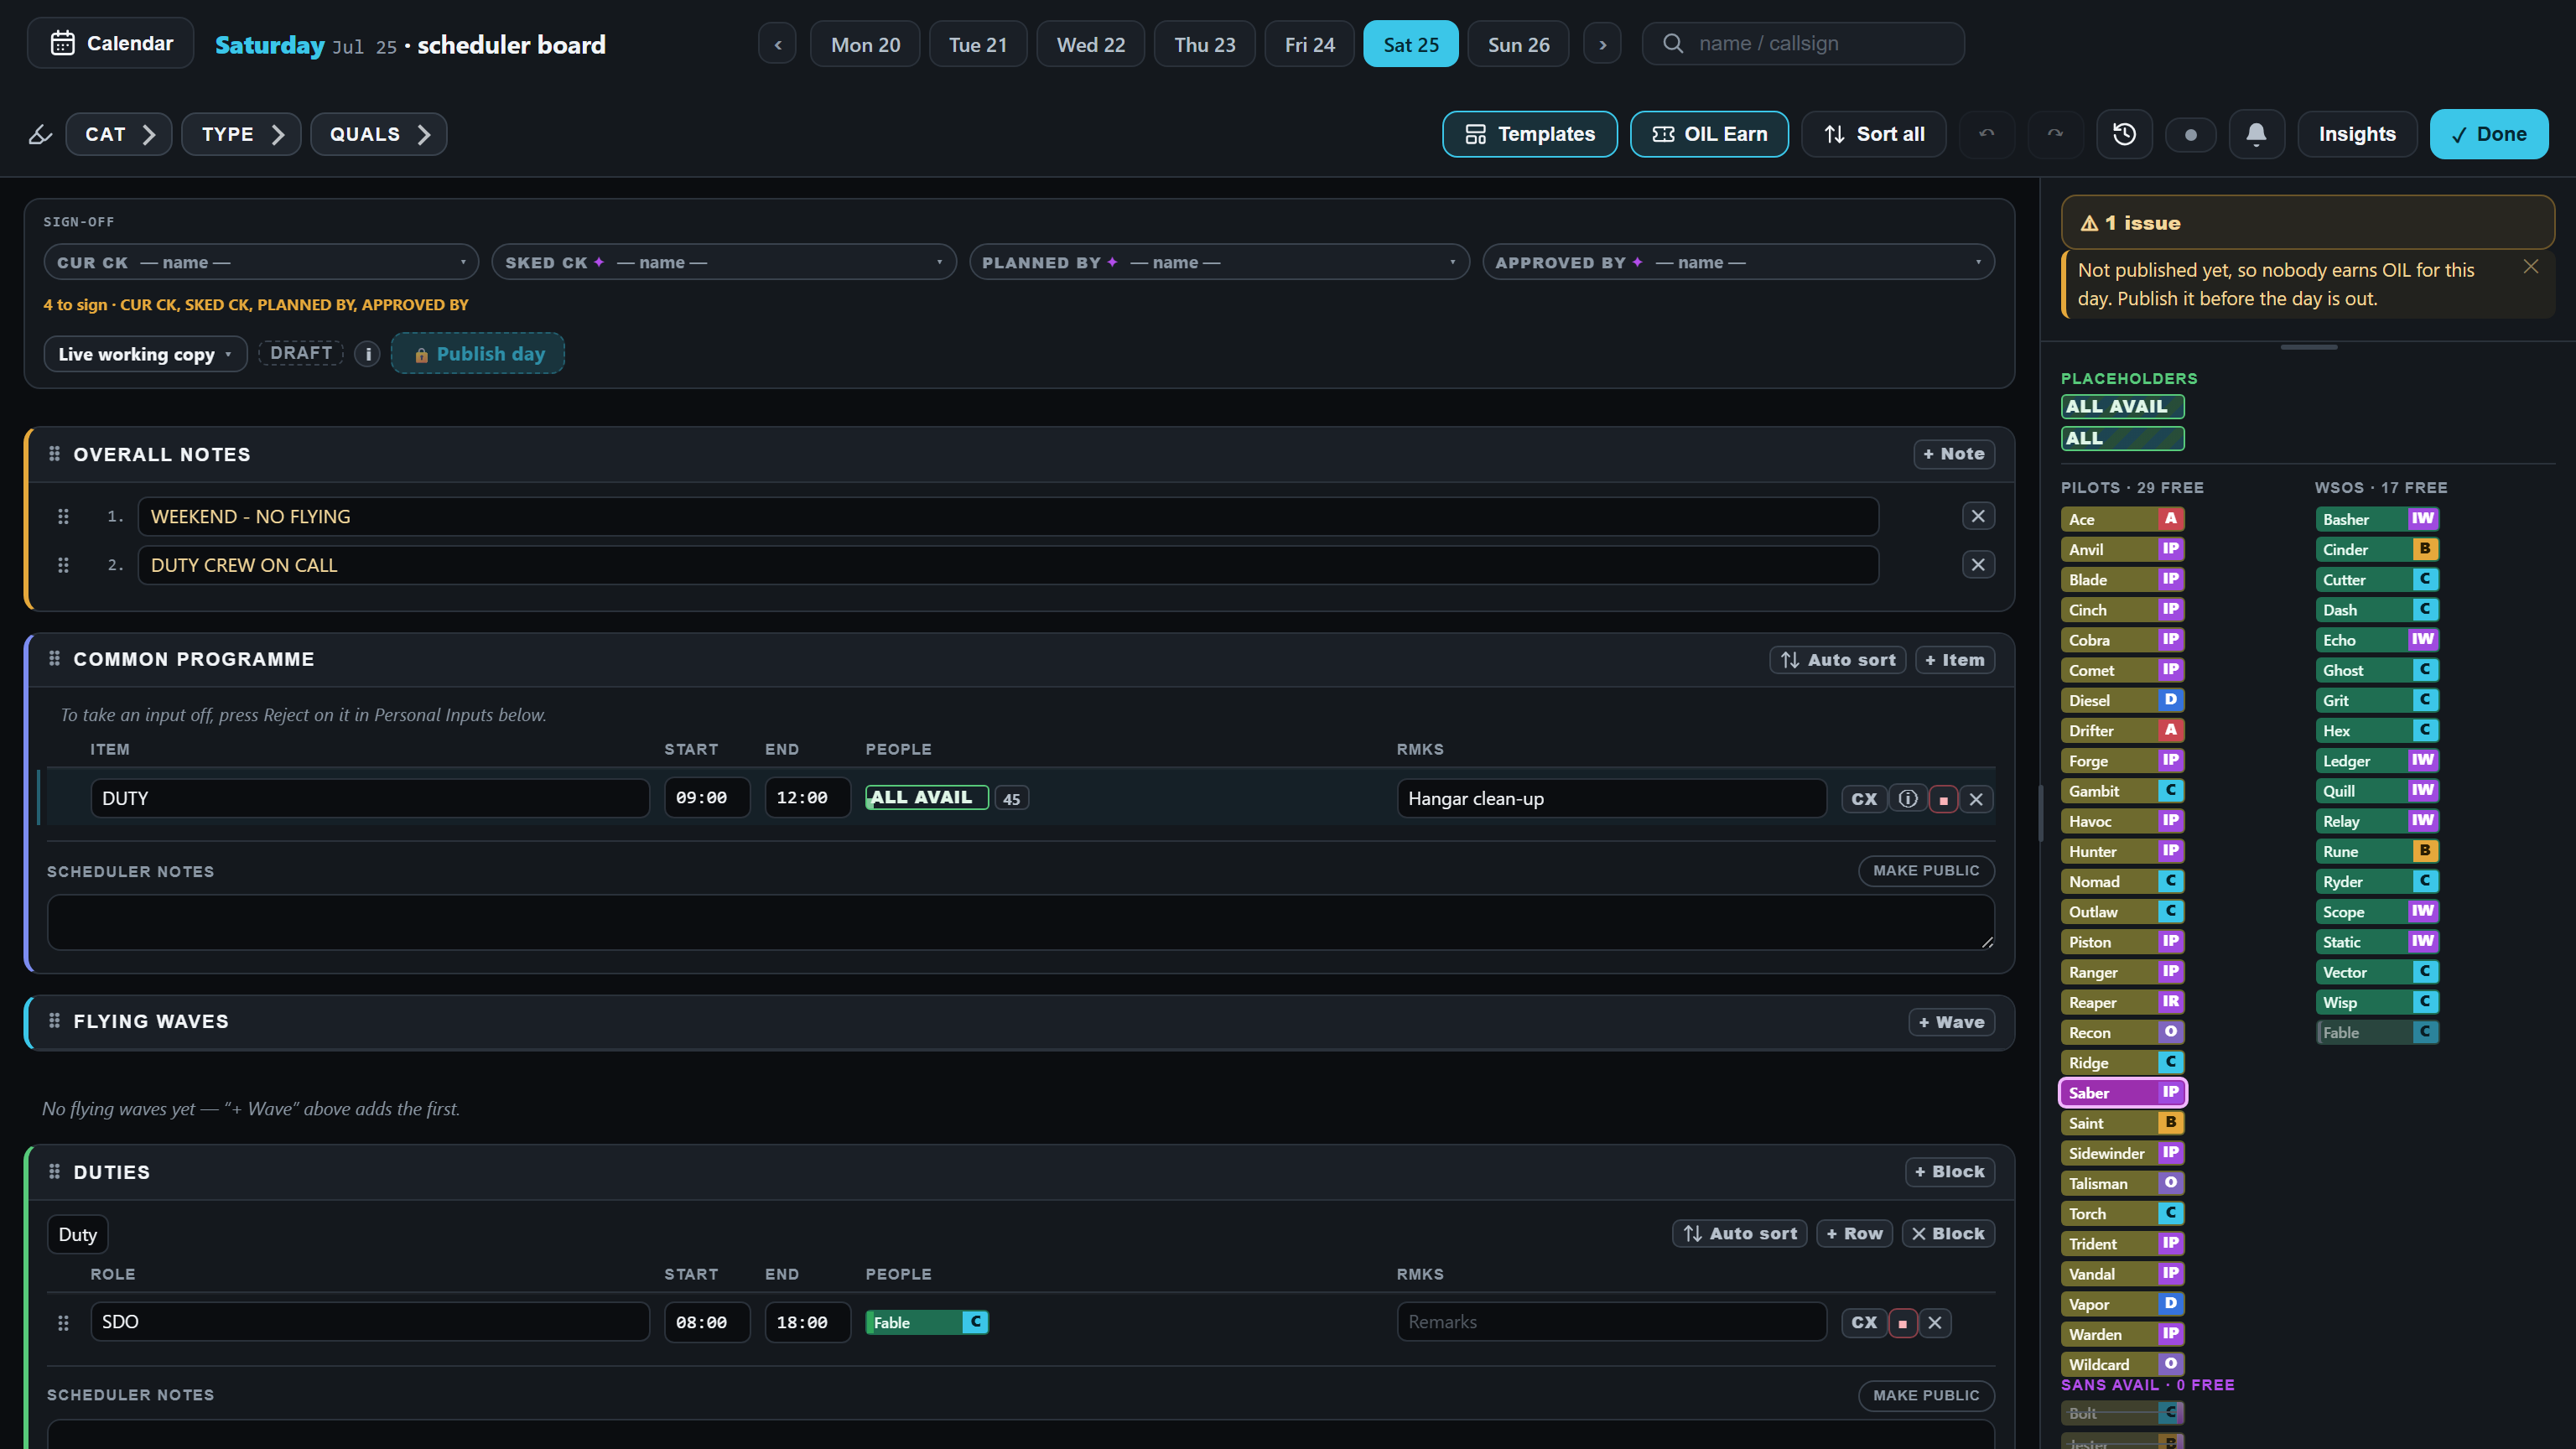 Calendar
Saturday Jul 25 • scheduler board
‹ Mon 20 Tue 21 Wed 22 Thu 23 Fri 24 Sat 25 Sun 26 ›
name / callsign
CAT TYPE QUALS
Templates OIL Earn Sort all Insights ✓ Done
SIGN-OFF
CUR CK — name —
SKED CK ✦ — name —
PLANNED BY ✦ — name —
APPROVED BY ✦ — name —
4 to sign · CUR CK, SKED CK, PLANNED BY, APPROVED BY
Live working copy DRAFT i Publish day
OVERALL NOTES + Note
1. WEEKEND - NO FLYING
2. DUTY CREW ON CALL
COMMON PROGRAMME Auto sort + Item
To take an input off, press Reject on it in Personal Inputs below.
ITEM START END PEOPLE RMKS
DUTY 09:00 12:00 ALL AVAIL 45 Hangar clean-up CX
SCHEDULER NOTES MAKE PUBLIC
FLYING WAVES + Wave
No flying waves yet — “+ Wave” above adds the first.
DUTIES + Block
Duty Auto sort + Row × Block
ROLE START END PEOPLE RMKS
SDO 08:00 18:00 Fable C Remarks CX
SCHEDULER NOTES MAKE PUBLIC
⚠ 1 issue
Not published yet, so nobody earns OIL for this
day. Publish it before the day is out.
PLACEHOLDERS
ALL AVAIL
ALL
PILOTS · 29 FREE
Ace A
Anvil IP
Blade IP
Cinch IP
Cobra IP
Comet IP
Diesel D
Drifter A
Forge IP
Gambit C
Havoc IP
Hunter IP
Nomad C
Outlaw C
Piston IP
Ranger IP
Reaper IR
Recon O
Ridge C
Saber IP
Saint B
Sidewinder IP
Talisman O
Torch C
Trident IP
Vandal IP
Vapor D
Warden IP
Wildcard O
WSOS · 17 FREE
Basher IW
Cinder B
Cutter C
Dash C
Echo IW
Ghost C
Grit C
Hex C
Ledger IW
Quill IW
Relay IW
Rune B
Ryder C
Scope IW
Static IW
Vector C
Wisp C
Fable C
SANS AVAIL · 0 FREE
Bolt C
Jester B